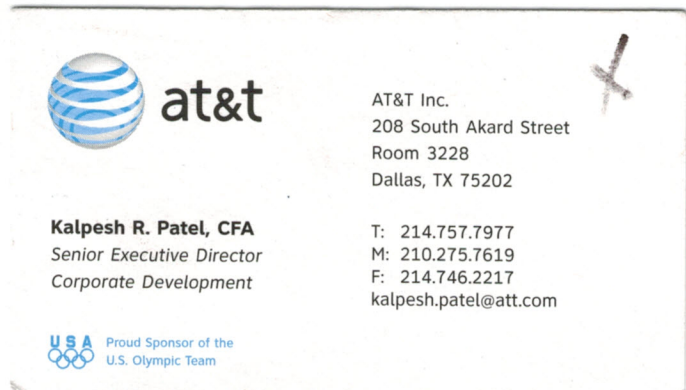 at&t
Kalpesh R. Patel, CFA
Senior Executive Director
Corporate Development
USA
Proud Sponsor of the
U.S. Olympic Team
AT&T Inc.
208 South Akard Street
Room 3228
Dallas, TX 75202
T: 214.757.7977
M: 210.275.7619
F: 214.746.2217
kalpesh.patel@att.com